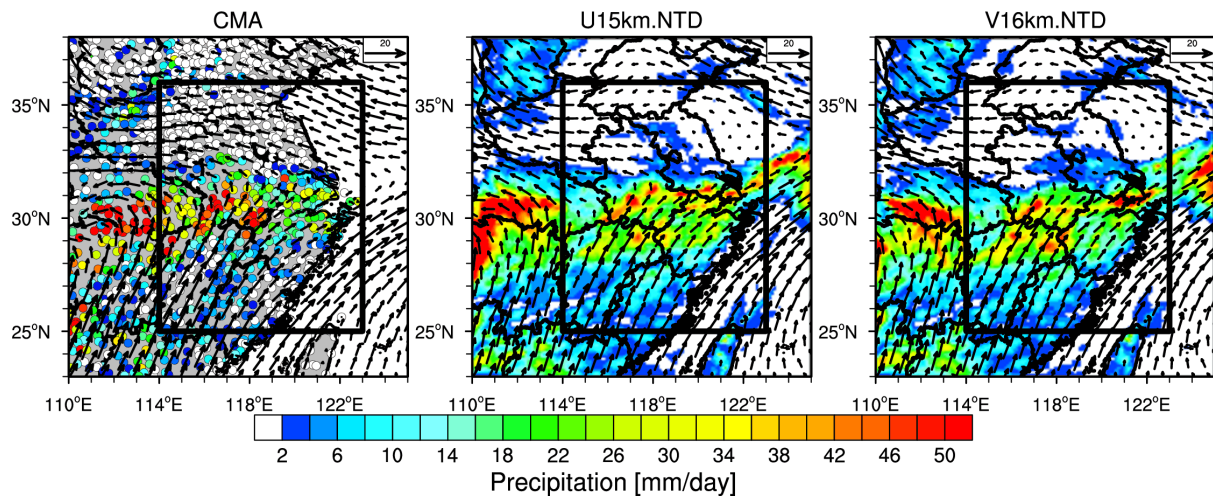 CMA U15km.NTD V16km.NTD
20 20 20
35°N 35°N 35°N
30°N 30°N 30°N
25°N 25°N 25°N
110°E 114°E 118°E 122°E 110°E 114°E 118°E 122°E 110°E 114°E 118°E 122°E
2 6 10 14 18 22 26 30 34 38 42 46 50
Precipitation [mm/day]